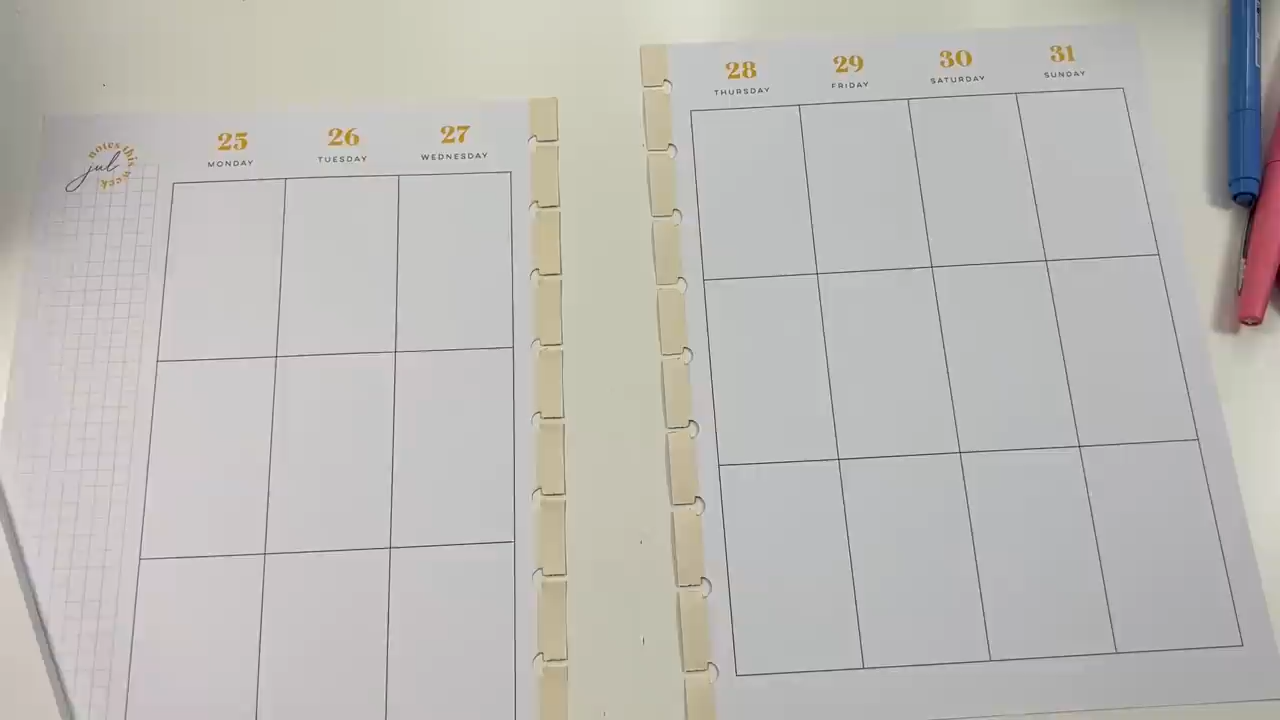 notes this week
jul
25 26 27
MONDAY TUESDAY WEDNESDAY
28 29 30 31
THURSDAY FRIDAY SATURDAY SUNDAY